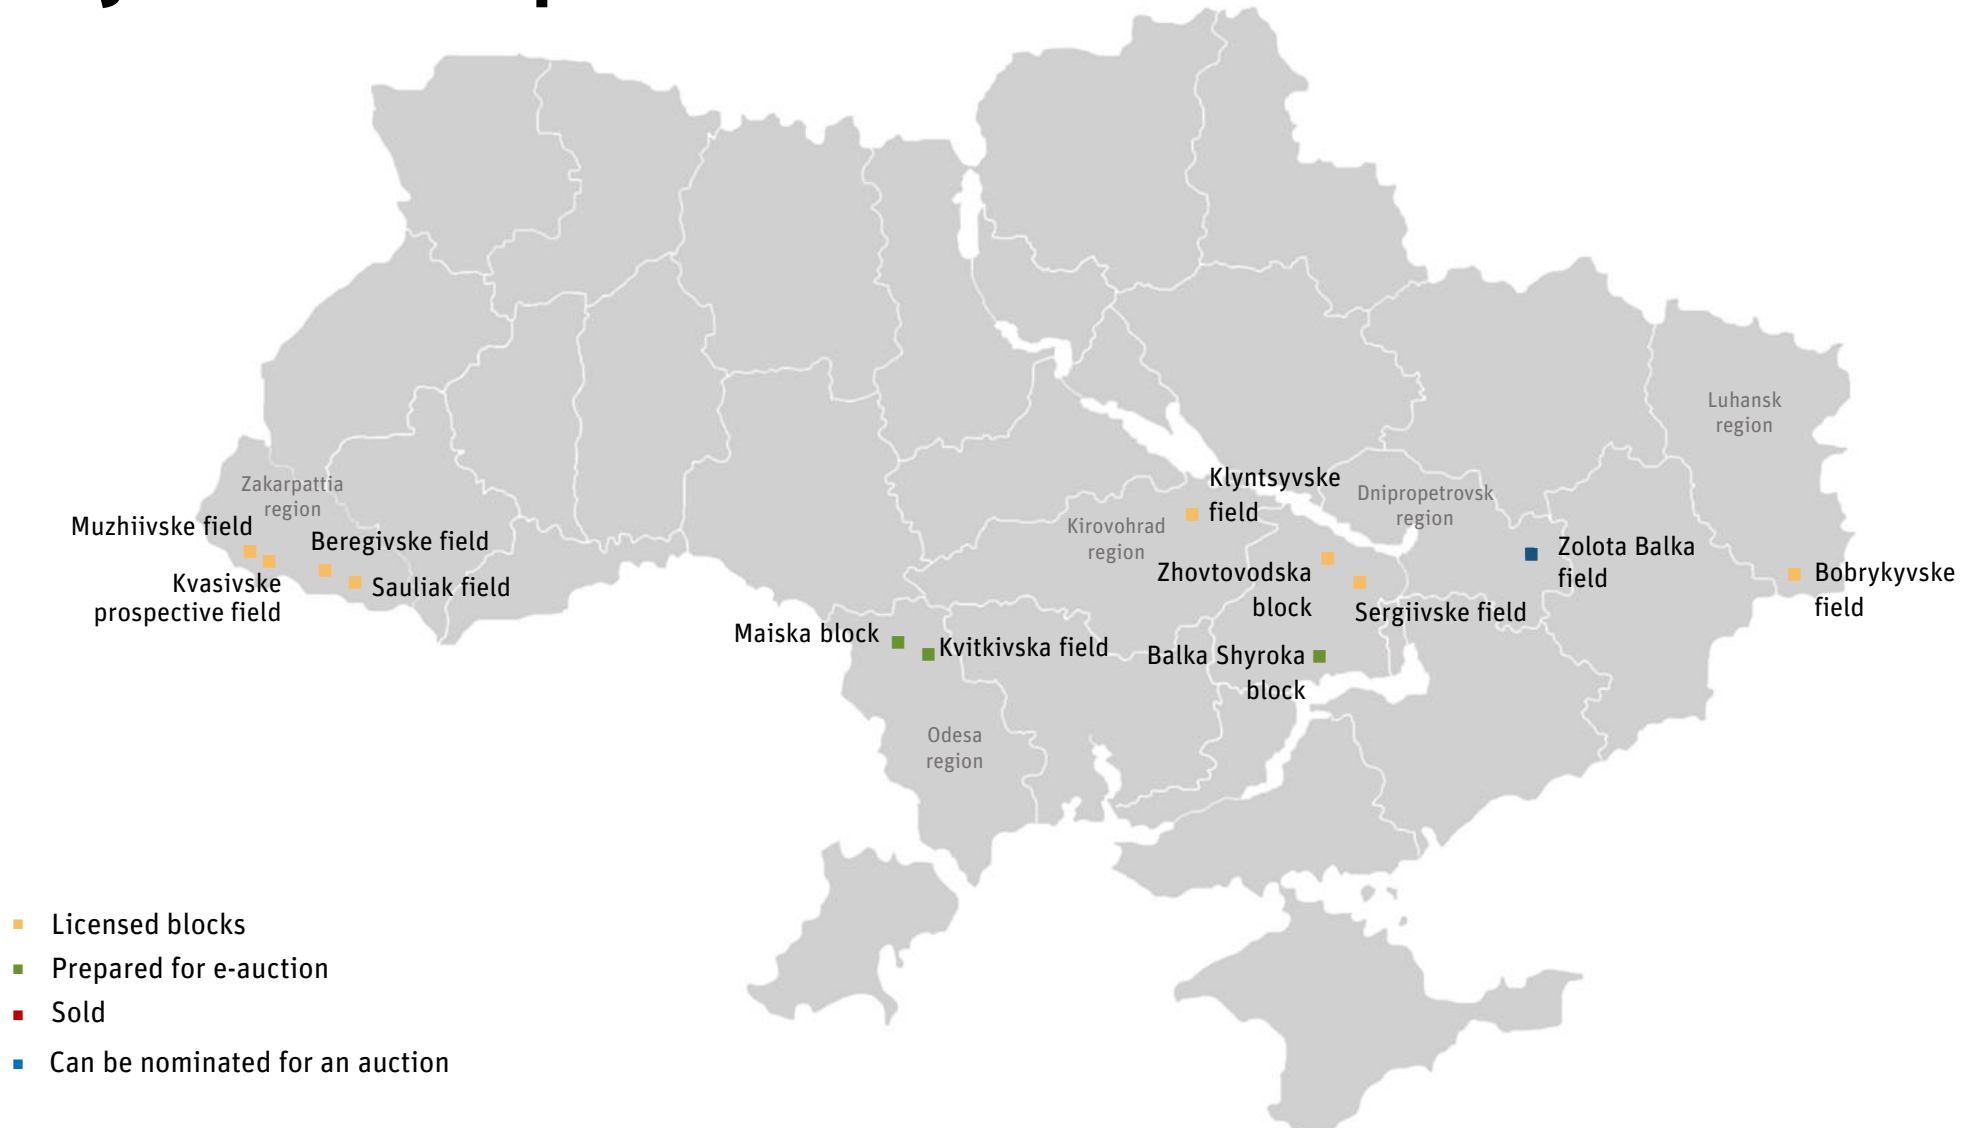 Luhansk
region
Klyntsyvske
field
Zakarpattia
region
Dnipropetrovsk
region
Muzhiivske field
Kirovohrad
region
Beregivske field
Zolota Balka
field
Zhovtovodska
block
Bobrykyvske
field
Kvasivske
prospective field
Sauliak field
Sergiivske field
Maiska block
Kvitkivska field
Balka Shyroka
block
Odesa
region
Licensed blocks
Prepared for e-auction
Sold
Can be nominated for an auction